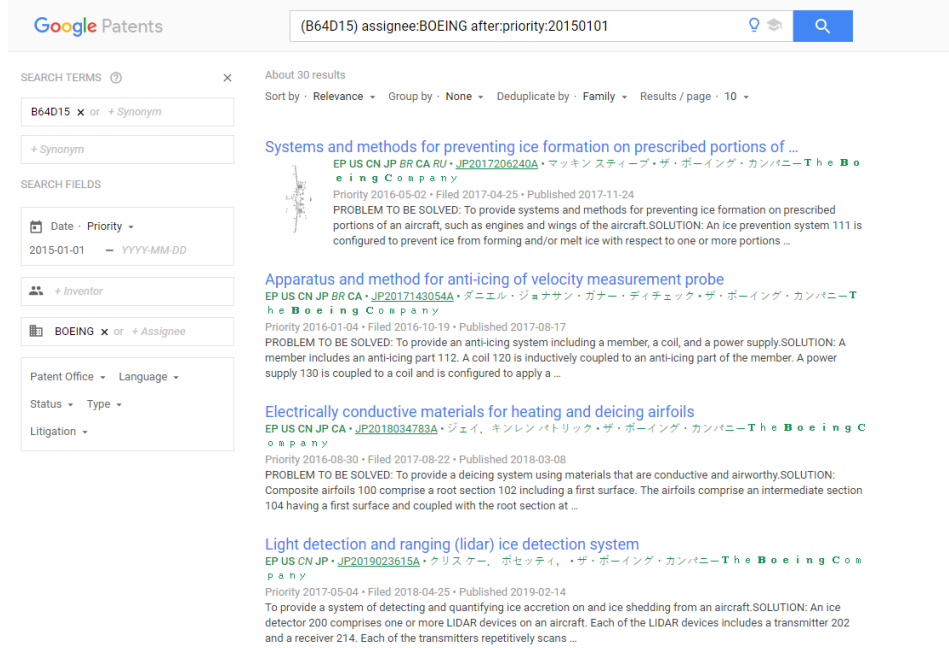 Google Patents
(B64D15) assignee:BOEING after:priority:20150101
SEARCH TERMS
B64D15 × or + Synonym
+ Synonym
SEARCH FIELDS
Date · Priority
2015-01-01 – YYYY-MM-DD
+ Inventor
BOEING × or + Assignee
Patent Office Language
Status Type
Litigation
About 30 results
Sort by · Relevance Group by · None Deduplicate by · Family Results / page · 10
Systems and methods for preventing ice formation on prescribed portions of ...
EP US CN JP BR CA RU • JP2017206240A • マッキン スティーブ・ザ・ボーイング・カンパニーＴｈｅ Ｂｏ
ｅｉｎｇ Ｃｏｍｐａｎｙ
Priority 2016-05-02 • Filed 2017-04-25 • Published 2017-11-24
PROBLEM TO BE SOLVED: To provide systems and methods for preventing ice formation on prescribed
portions of an aircraft, such as engines and wings of the aircraft.SOLUTION: An ice prevention system 111 is
configured to prevent ice from forming and/or melt ice with respect to one or more portions ...
Apparatus and method for anti-icing of velocity measurement probe
EP US CN JP BR CA • JP2017143054A • ダニエル・ジョナサン・ガナー・ディチェック・ザ・ボーイング・カンパニーＴ
ｈｅ Ｂｏｅｉｎｇ Ｃｏｍｐａｎｙ
Priority 2016-01-04 • Filed 2016-10-19 • Published 2017-08-17
PROBLEM TO BE SOLVED: To provide an anti-icing system including a member, a coil, and a power supply.SOLUTION: A
member includes an anti-icing part 112. A coil 120 is inductively coupled to an anti-icing part of the member. A power
supply 130 is coupled to a coil and is configured to apply a ...
Electrically conductive materials for heating and deicing airfoils
EP US CN JP CA • JP2018034783A • ジェイ．キンレン パトリック・ザ・ボーイング・カンパニーＴｈｅ Ｂｏｅｉｎｇ Ｃ
ｏｍｐａｎｙ
Priority 2016-08-30 • Filed 2017-08-22 • Published 2018-03-08
PROBLEM TO BE SOLVED: To provide a deicing system using materials that are conductive and airworthy.SOLUTION:
Composite airfoils 100 comprise a root section 102 including a first surface. The airfoils comprise an intermediate section
104 having a first surface and coupled with the root section at ...
Light detection and ranging (lidar) ice detection system
EP US CN JP • JP2019023615A • クリス ケー． ボセッティ， ・ザ・ボーイング・カンパニーＴｈｅ Ｂｏｅｉｎｇ Ｃｏｍ
ｐａｎｙ
Priority 2017-05-04 • Filed 2018-04-25 • Published 2019-02-14
To provide a system of detecting and quantifying ice accretion on and ice shedding from an aircraft.SOLUTION: An ice
detector 200 comprises one or more LIDAR devices on an aircraft. Each of the LIDAR devices includes a transmitter 202
and a receiver 214. Each of the transmitters repetitively scans ...